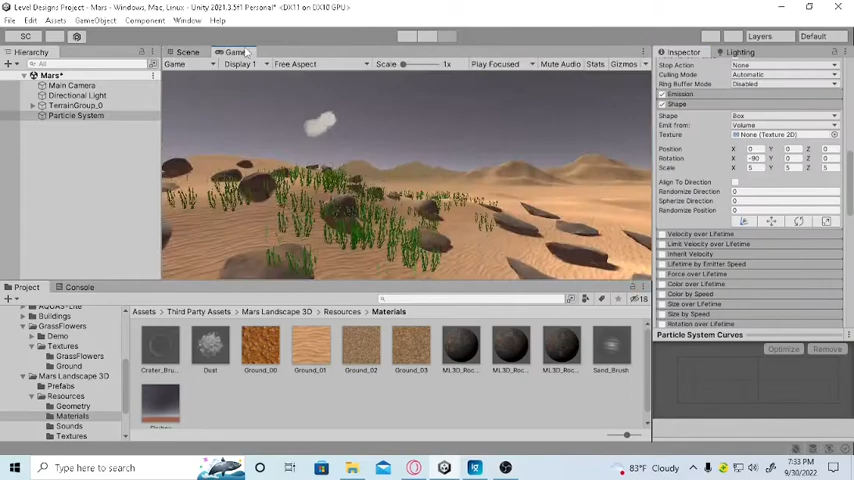 Level Designs Project - Mars - Windows, Mac, Linux - Unity 2021.3.5f1 Personal* <DX11 on DX10 GPU>
File Edit Assets GameObject Component Window Help
SC Layers Default
Hierarchy Scene Game Inspector Lighting
All Game Display 1 Free Aspect Scale 1x Play Focused Mute Audio Stats Gizmos
Mars*
Main Camera
Directional Light
TerrainGroup_0
Particle System
Stop Action None
Culling Mode Automatic
Ring Buffer Mode Disabled
Emission
Shape
Shape Box
Emit from: Volume
Texture None (Texture 2D)
Position X 0 Y 0 Z 0
Rotation X -90 Y 0 Z 0
Scale X 5 Y 5 Z 5
Align To Direction
Randomize Direction 0
Spherize Direction 0
Randomize Position 0
Velocity over Lifetime
Limit Velocity over Lifetime
Inherit Velocity
Lifetime by Emitter Speed
Force over Lifetime
Color over Lifetime
Color by Speed
Size over Lifetime
Size by Speed
Rotation over Lifetime
Particle System Curves
Optimize Remove
Project Console
18
AQUAS-Lite
Buildings
GrassFlowers
Demo
Textures
GrassFlowers
Ground
Mars Landscape 3D
Prefabs
Resources
Geometry
Materials
Sounds
Textures
Assets > Third Party Assets > Mars Landscape 3D > Resources > Materials
Crater_Bru... Dust Ground_00 Ground_01 Ground_02 Ground_03 ML3D_Roc... ML3D_Roc... ML3D_Roc... Sand_Brush
Type here to search
83°F Cloudy
7:33 PM
9/30/2022